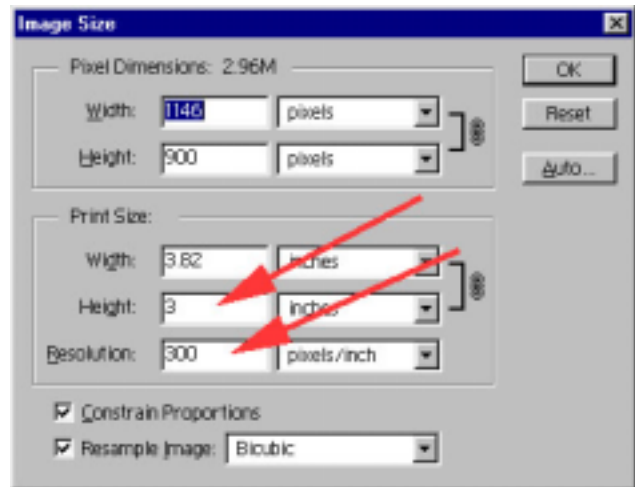 Image Size
Pixel Dimensions: 2.96M
OK
Width: 1146 pixels
Reset
Height: 900 pixels
Auto...
Print Size:
Width: 3.82 inches
Height: 3 inches
Resolution: 300 pixels/inch
Constrain Proportions
Resample Image: Bicubic